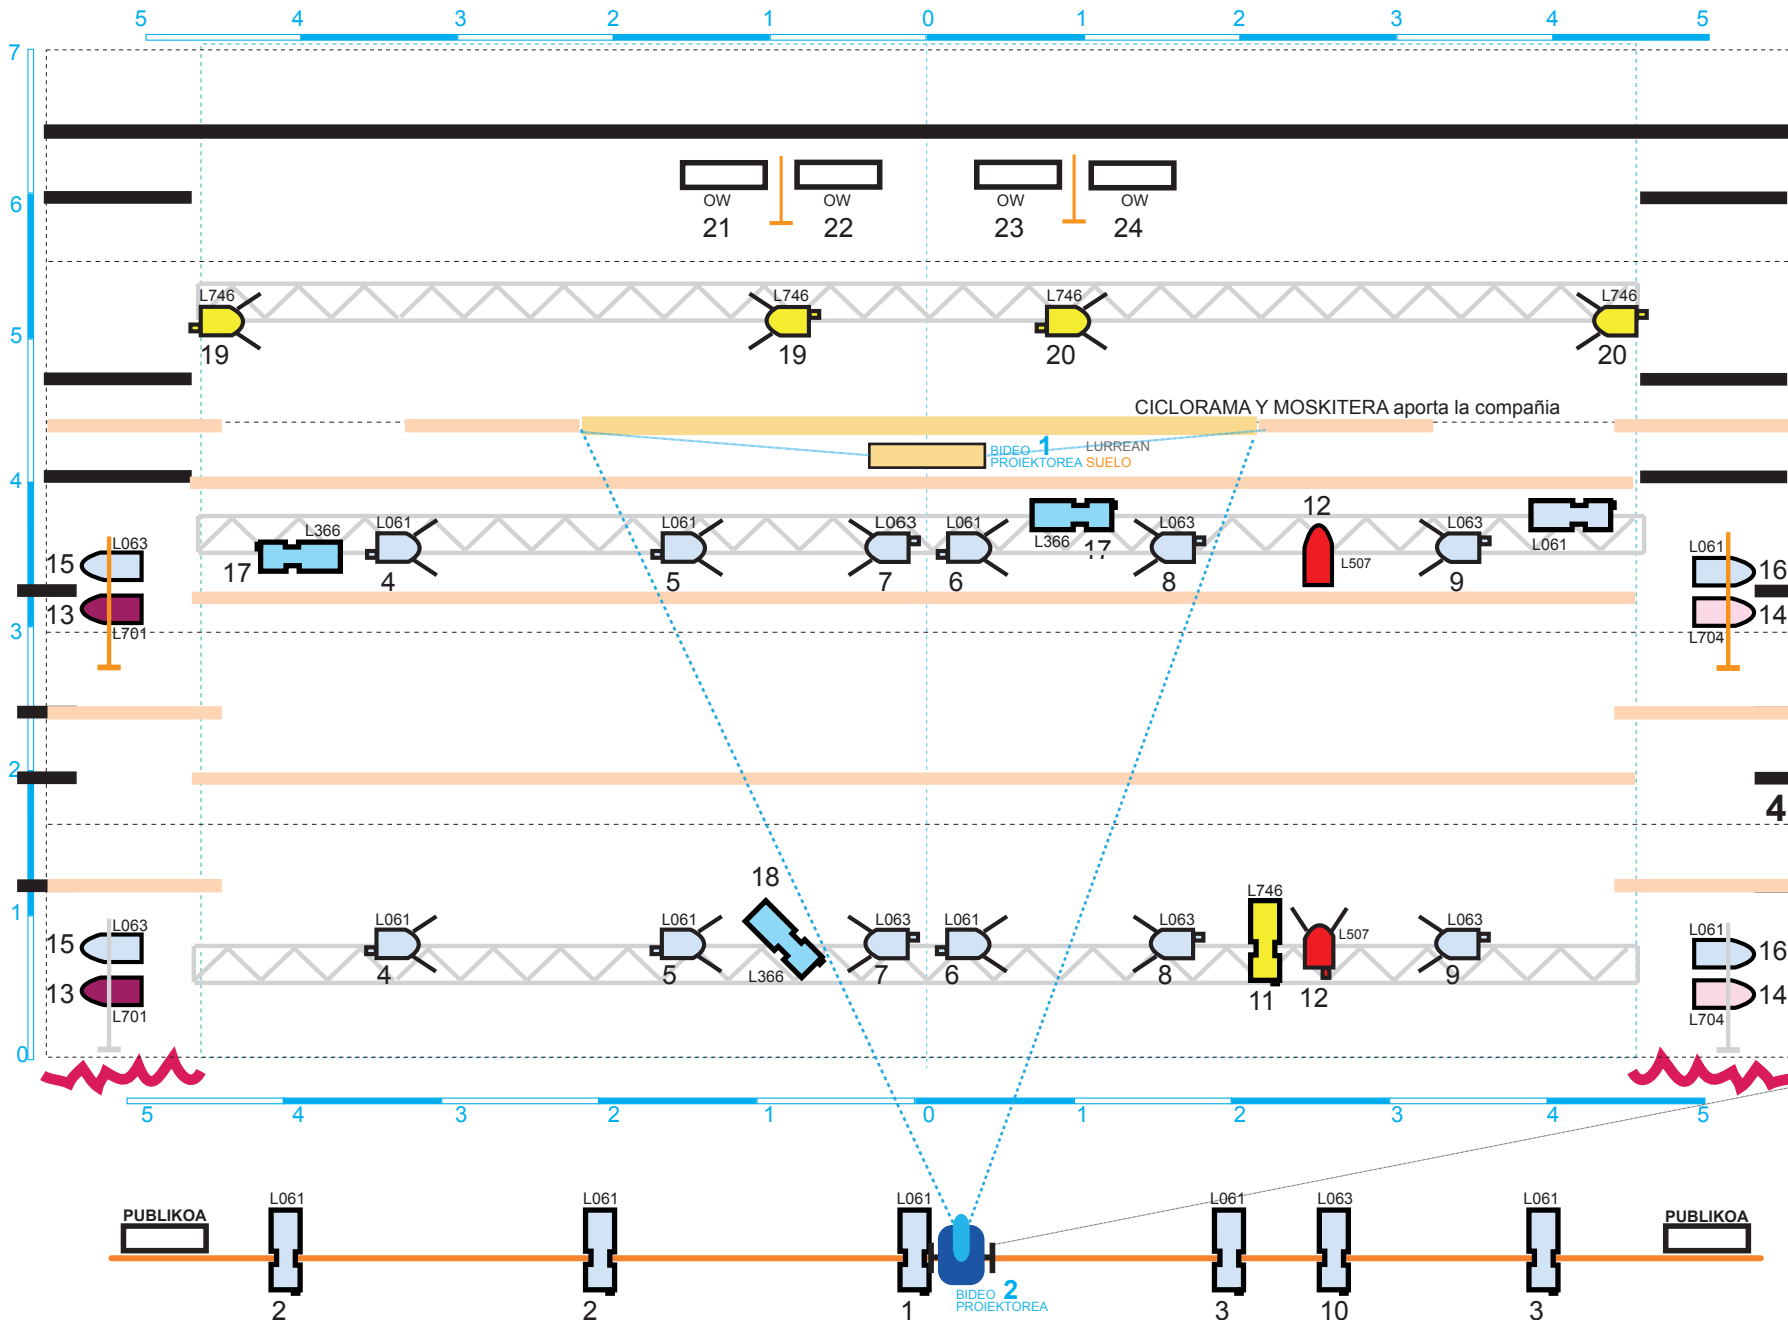 5 4 3 2 1 0 1 2 3 4 5
7
OW OW OW OW
6
21 22 23 24
L746 L746 L746 L746
5
19 19 20 20
CICLORAMA Y MOSKITERA aporta la compañia
BIDEO 1 LURREAN
PROIEKTOREA SUELO
4
12
L366 L061 L061 L063 L061 L063 L063
L366 17 L507 L061
15 L063 L061 16
17 4 5 7 6 8 9
13 L701 L704 14
3
2
4
18 L746
1
L061 L061 L063 L061 L063 L063
15 L063 L507 L061 16
4 5 L366 7 6 8 9
13 L701 11 12 L704 14
0
5 4 3 2 1 0 1 2 3 4 5
L061 L061 L061 L061 L063 L061
PUBLIKOA PUBLIKOA
BIDEO 2
PROIEKTOREA
2 2 1 3 10 3